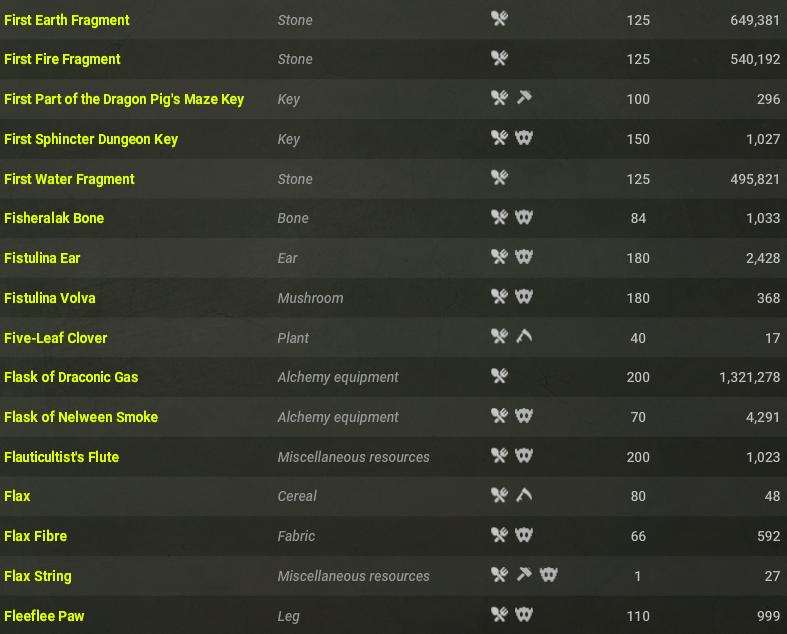 First Earth Fragment Stone 125 649,381
First Fire Fragment Stone 125 540,192
First Part of the Dragon Pig's Maze Key Key 100 296
First Sphincter Dungeon Key Key 150 1,027
First Water Fragment Stone 125 495,821
Fisheralak Bone Bone 84 1,033
Fistulina Ear Ear 180 2,428
Fistulina Volva Mushroom 180 368
Five-Leaf Clover Plant 40 17
Flask of Draconic Gas Alchemy equipment 200 1,321,278
Flask of Nelween Smoke Alchemy equipment 70 4,291
Flauticultist's Flute Miscellaneous resources 200 1,023
Flax Cereal 80 48
Flax Fibre Fabric 66 592
Flax String Miscellaneous resources 1 27
Fleeflee Paw Leg 110 999